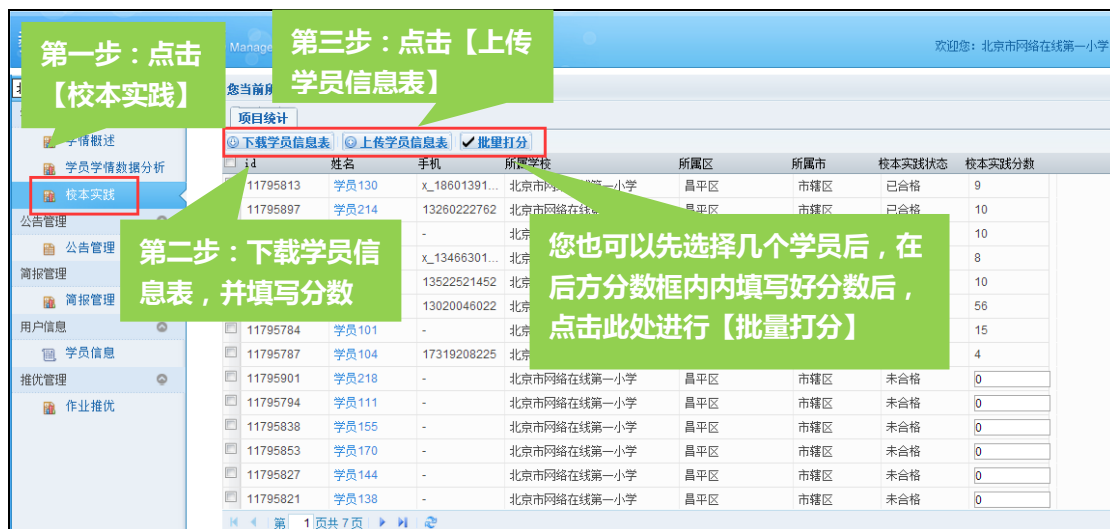 Manage
欢迎您：北京市网络在线第一小学
第一步：点击
【校本实践】
第三步：点击【上传
学员信息表】
您当前
项目统计
下载学员信息表 上传学员信息表 批量打分
学情概述
学员学情数据分析
校本实践
公告管理
公告管理
简报管理
简报管理
用户信息
学员信息
推优管理
作业推优
id 姓名 手机 所属学校 所属区 所属市 校本实践状态 校本实践分数
11795813 学员130 x_18601391... 北京市网络在线第一小学 昌平区 市辖区 已合格 9
11795897 学员214 13260222762 北京市网络在线第一小学 昌平区 市辖区 已合格 10
- 北京 10
x_13466301... 北京 8
13522521452 北京 10
13020046022 北京 56
11795784 学员101 - 北京 15
11795787 学员104 17319208225 北京 4
11795901 学员218 - 北京市网络在线第一小学 昌平区 市辖区 未合格 0
11795794 学员111 - 北京市网络在线第一小学 昌平区 市辖区 未合格 0
11795838 学员155 - 北京市网络在线第一小学 昌平区 市辖区 未合格 0
11795853 学员170 - 北京市网络在线第一小学 昌平区 市辖区 未合格 0
11795827 学员144 - 北京市网络在线第一小学 昌平区 市辖区 未合格 0
11795821 学员138 - 北京市网络在线第一小学 昌平区 市辖区 未合格 0
第二步：下载学员信
息表，并填写分数
您也可以先选择几个学员后，在
后方分数框内内填写好分数后，
点击此处进行【批量打分】
第 1 页共 7 页